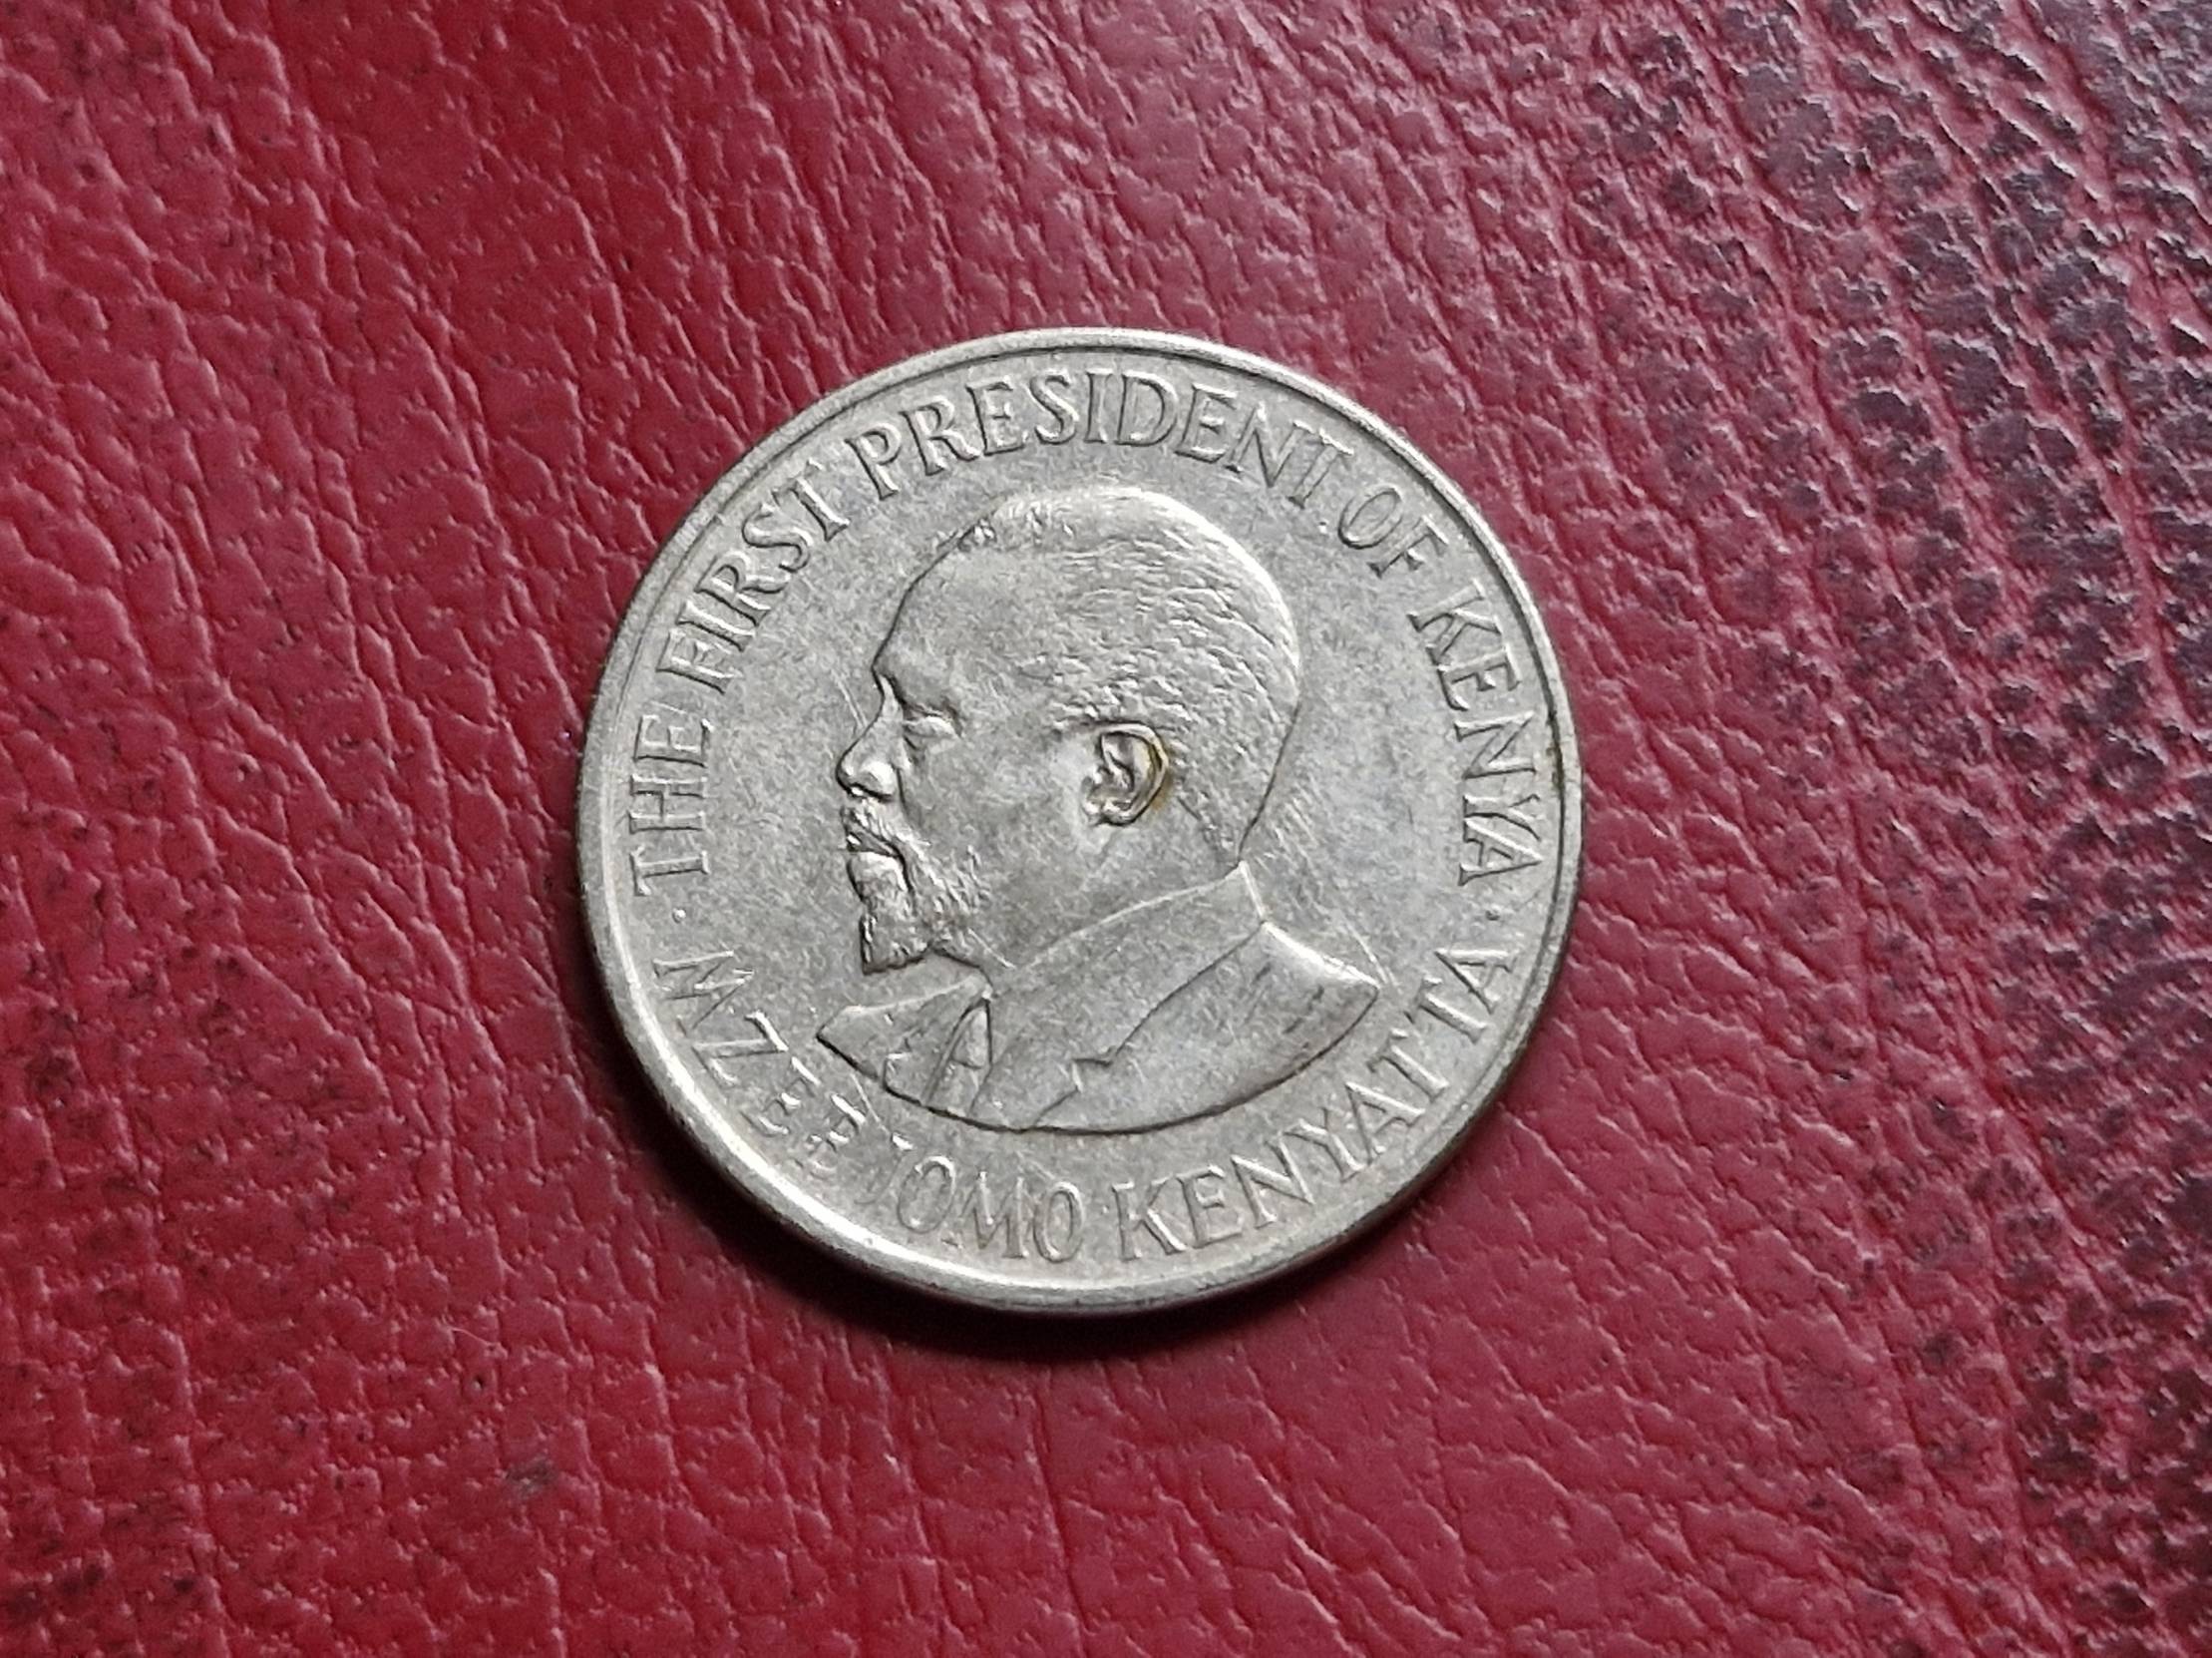 THE FIRST PRESIDENT OF KENYA ·
MZEE JOMO KENYATTA ·